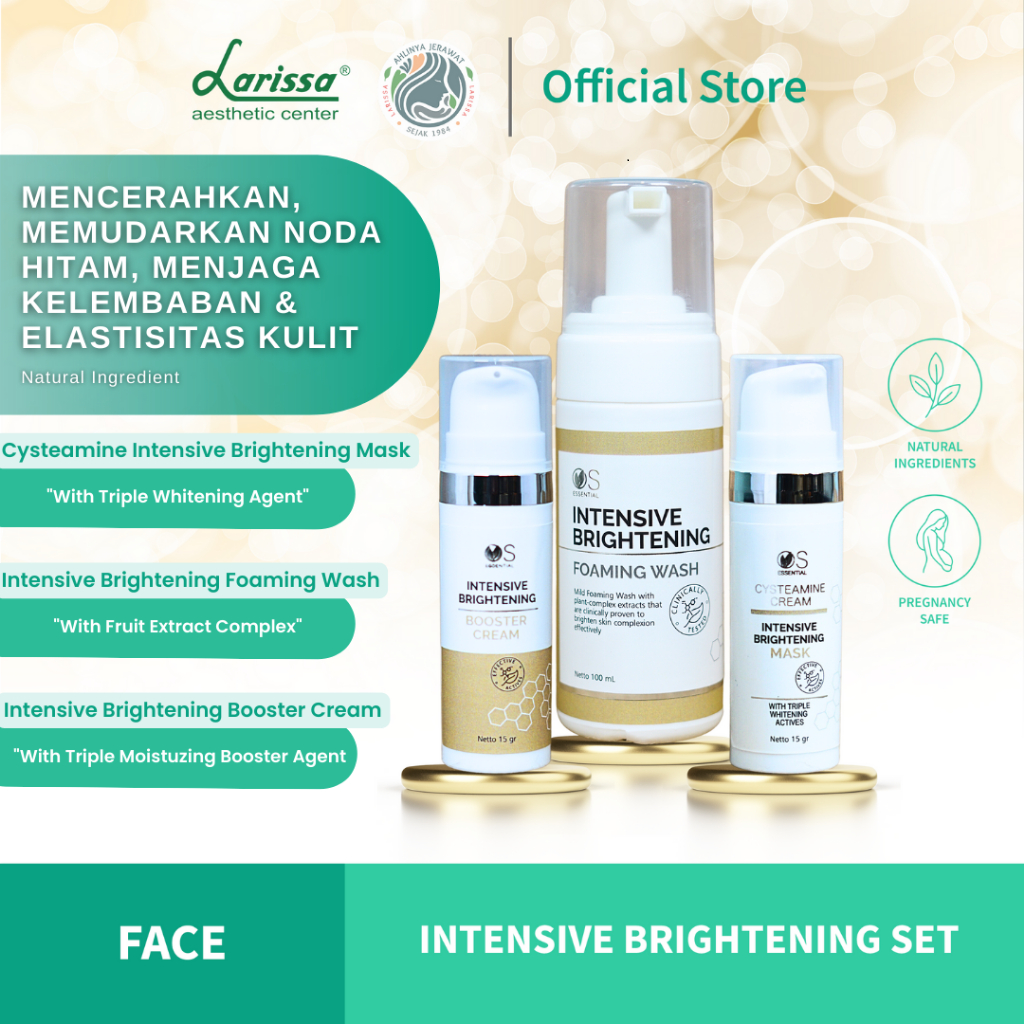 Larissa®
aesthetic center
AHLINYA JERAWAT
LARISSA
LARISSA
SEJAK 1984
Official Store
MENCERAHKAN,
MEMUDARKAN NODA
HITAM, MENJAGA
KELEMBABAN &
ELASTISITAS KULIT
Natural Ingredient
Cysteamine Intensive Brightening Mask
"With Triple Whitening Agent"
Intensive Brightening Foaming Wash
"With Fruit Extract Complex"
Intensive Brightening Booster Cream
"With Triple Moistuzing Booster Agent
OS
ESSENTIAL
INTENSIVE
BRIGHTENING
BOOSTER
CREAM
EFFECTIVE
ACTIVES
Netto 15 gr
OS
ESSENTIAL
INTENSIVE
BRIGHTENING
FOAMING WASH
Mild Foaming Wash with
plant-complex extracts that
are clinically proven to
brighten skin complexion
effectively
CLINICALLY
TESTED
Netto 100 mL
OS
ESSENTIAL
CYSTEAMINE
CREAM
INTENSIVE
BRIGHTENING
MASK
EFFECTIVE
ACTIVES
WITH TRIPLE
WHITENING
ACTIVES
Netto 15 gr
NATURAL
INGREDIENTS
PREGNANCY
SAFE
FACE
INTENSIVE BRIGHTENING SET